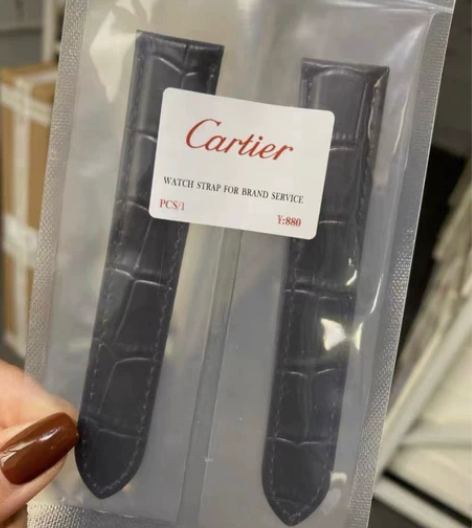 Cartier
WATCH STRAP FOR BRAND SERVICE
PCS/1
¥:880